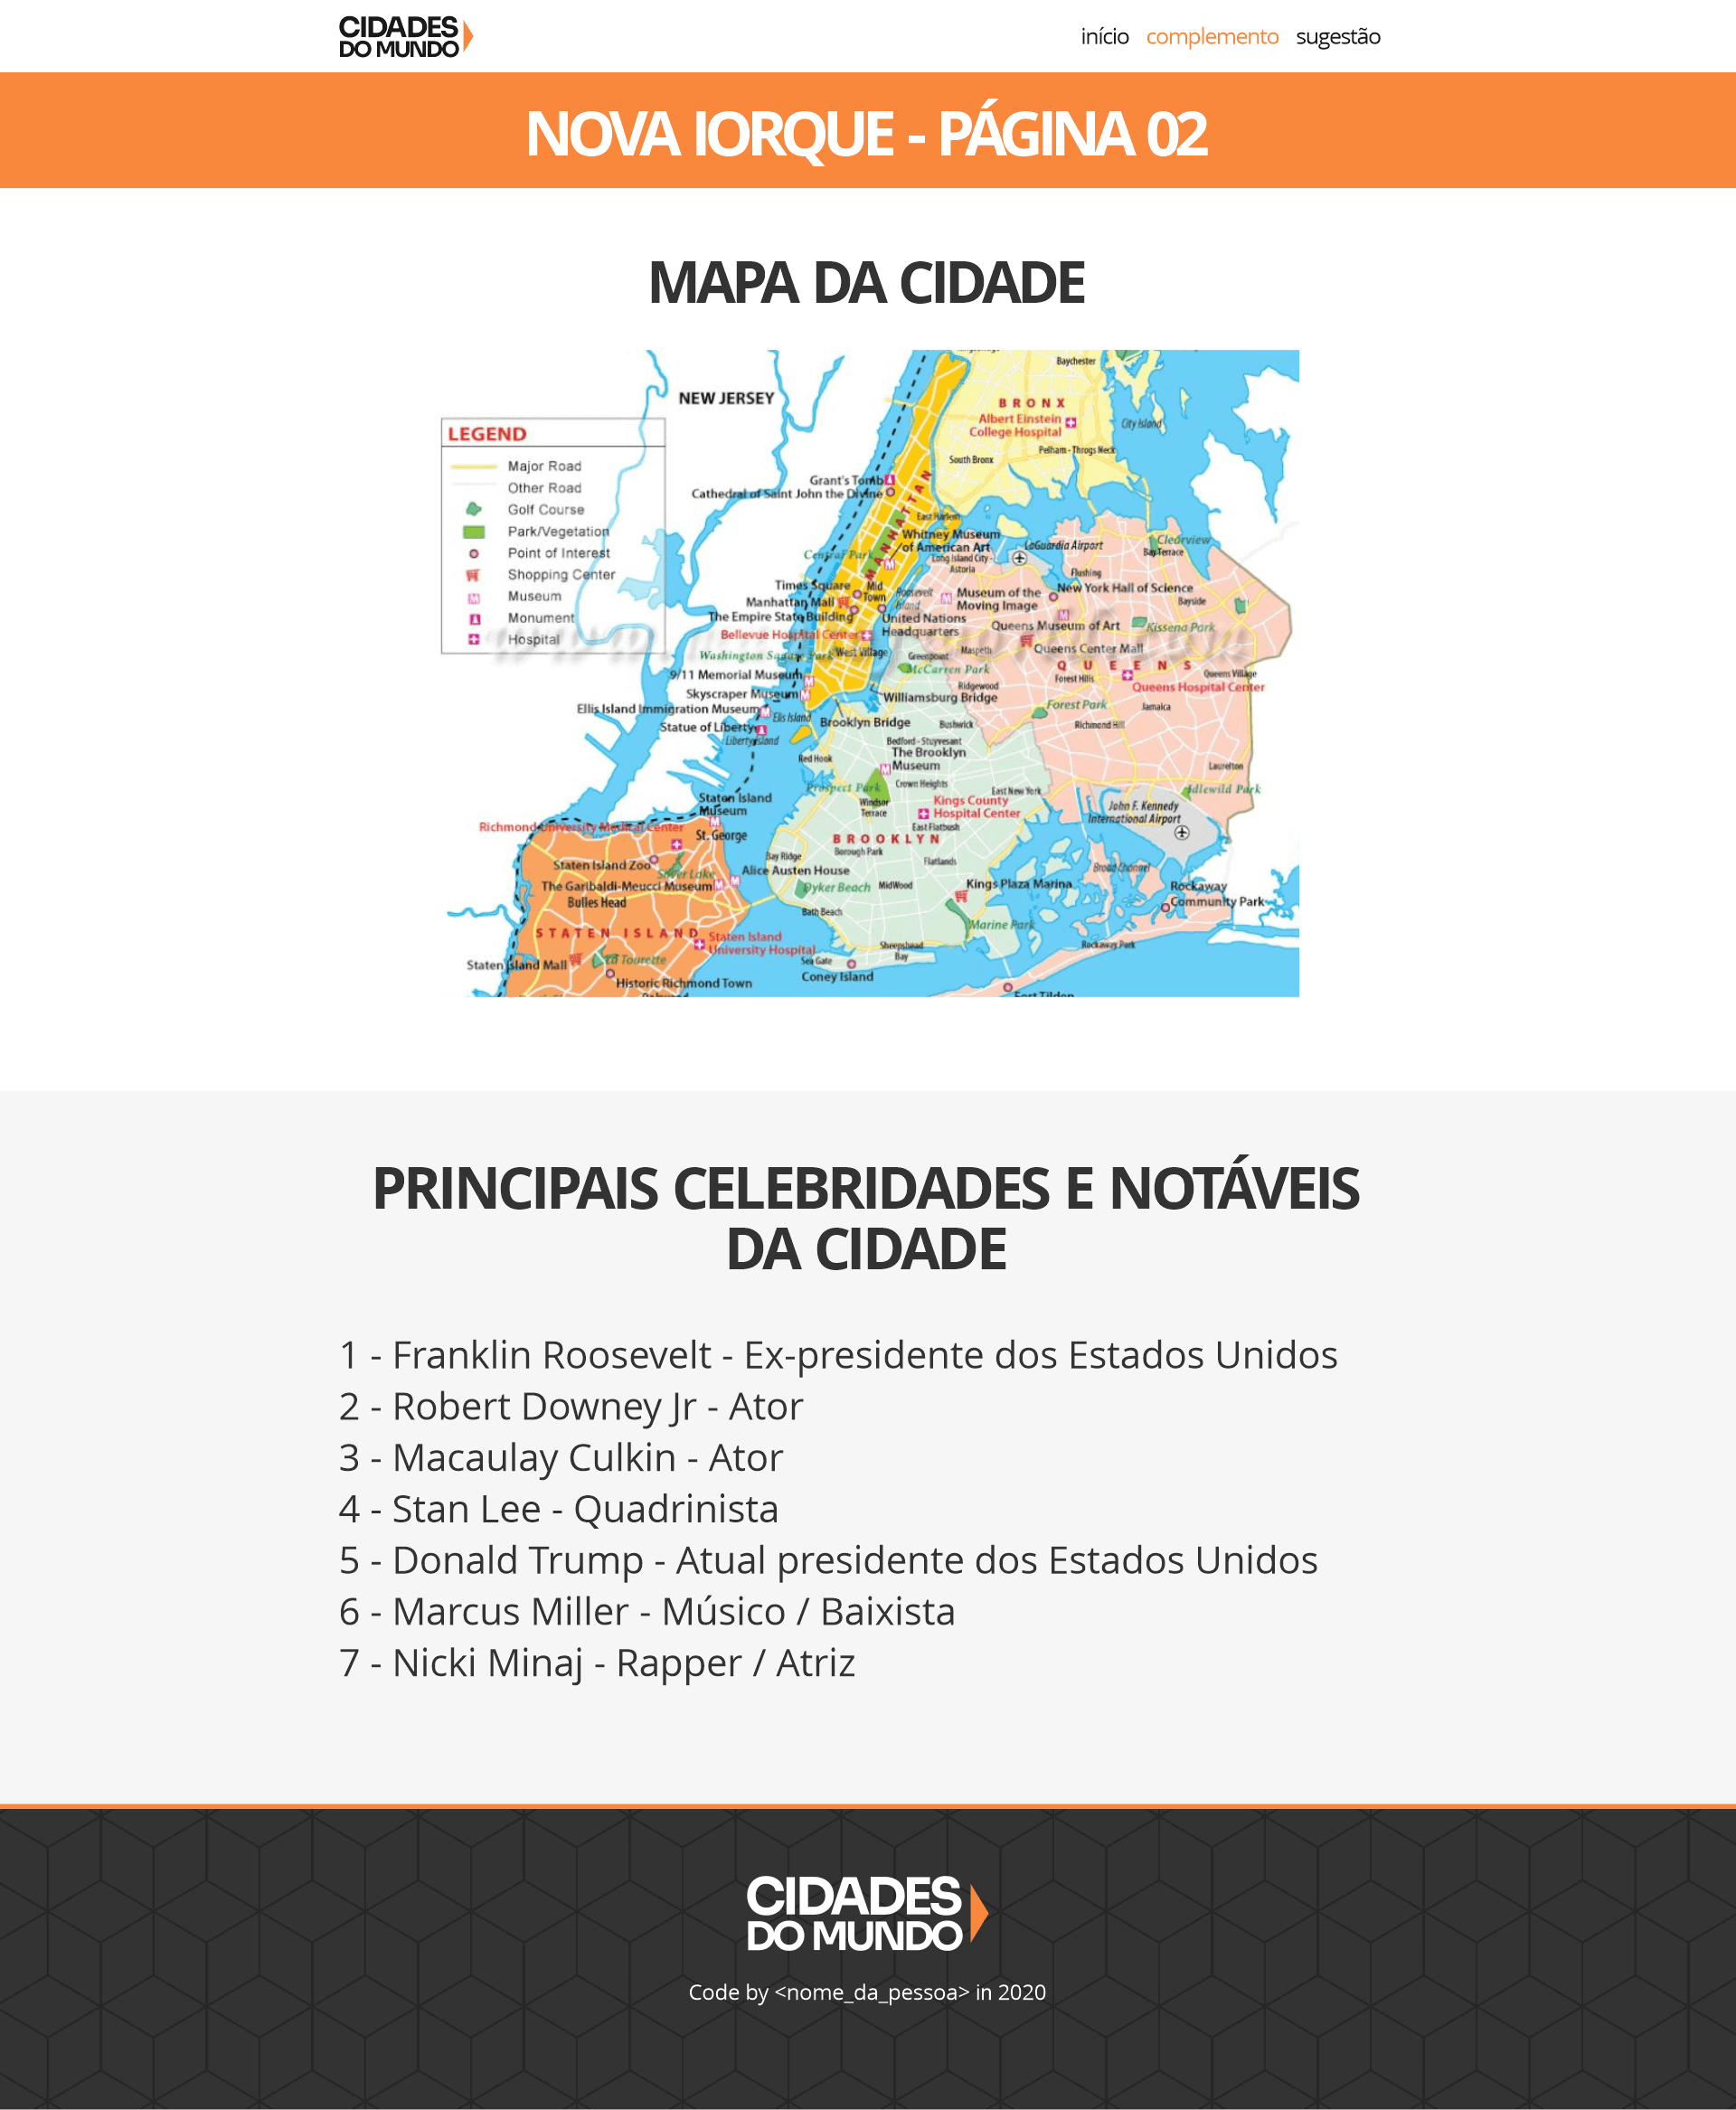 CIDADES
DO MUNDO
início complemento sugestão
NOVA IORQUE - PÁGINA 02
MAPA DA CIDADE
Baychester
NEW JERSEY
BRONX
Albert Einstein
College Hospital
City Island
Pelham - Throgs Neck
South Bronx
LEGEND
Major Road
Other Road
Golf Course
Park/Vegetation
Point of Interest
Shopping Center
Museum
Monument
Hospital
Grant's Tomb
Cathedral of Saint John the Divine
MANHATTAN
East Harlem
Whitney Museum
of American Art
Central Park
Long Island City -
Astoria
LaGuardia Airport
Clearview
Bay Terrace
Flushing
Times Square
Mid
Town
Roosevelt
Island
Museum of the
Moving Image
New York Hall of Science
Bayside
Manhattan Mall
The Empire State Building
United Nations
Headquarters
Queens Museum of Art
Kissena Park
Bellevue Hospital Center
Queens Center Mall
Washington Square Park
West Village
Greenpoint
Maspeth
QUEENS
McCarren Park
Forest Hills
Queens Village
9/11 Memorial Museum
Ridgewood
Queens Hospital Center
Skyscraper Museum
Williamsburg Bridge
Forest Park
Jamaica
Ellis Island Immigration Museum
Elis Island
Brooklyn Bridge
Bushwick
Richmond Hill
Statue of Liberty
Liberty Island
Bedford - Stuyvesant
The Brooklyn
Museum
Red Hook
Laurelton
Prospect Park
Crown Heights
East New York
Idlewild Park
Staten Island
Museum
Windsor
Terrace
Kings County
Hospital Center
John F. Kennedy
International Airport
Richmond University Medical Center
St. George
East Flatbush
BROOKLYN
Borough Park
Bay Ridge
Flatlands
Staten Island Zoo
Silver Lake
Alice Austen House
Broad Channel
The Garibaldi-Meucci Museum
Dyker Beach
MidWood
Kings Plaza Marina
Rockaway
Community Park
Bulles Head
Bath Beach
Marine Park
STATEN ISLAND
Staten Island
University Hospital
Sheepshead
Bay
Rockaway Park
Staten Island Mall
La Tourette
Sea Gate
Coney Island
Historic Richmond Town
Fort Tilden
PRINCIPAIS CELEBRIDADES E NOTÁVEIS
DA CIDADE
1 - Franklin Roosevelt - Ex-presidente dos Estados Unidos
2 - Robert Downey Jr - Ator
3 - Macaulay Culkin - Ator
4 - Stan Lee - Quadrinista
5 - Donald Trump - Atual presidente dos Estados Unidos
6 - Marcus Miller - Músico / Baixista
7 - Nicki Minaj - Rapper / Atriz
CIDADES
DO MUNDO
Code by <nome_da_pessoa> in 2020